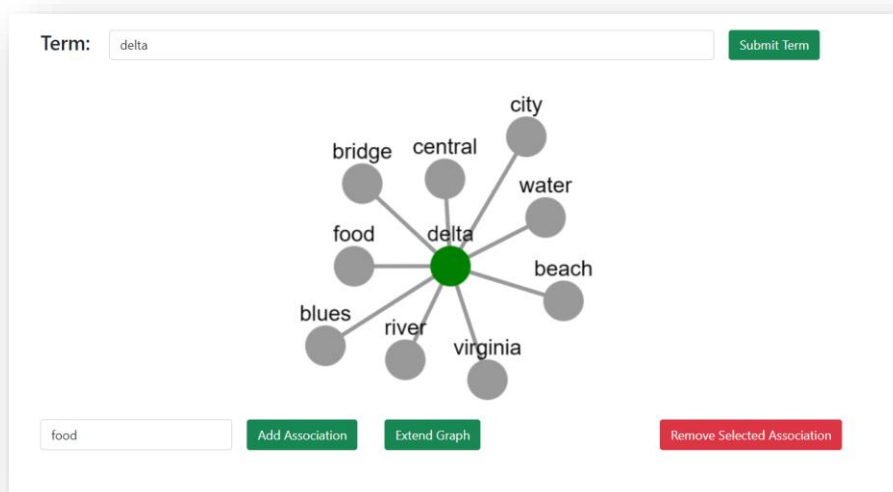 Term: delta Submit Term
city
bridge central
water
food delta
beach
blues
river
virginia
food Add Association Extend Graph Remove Selected Association